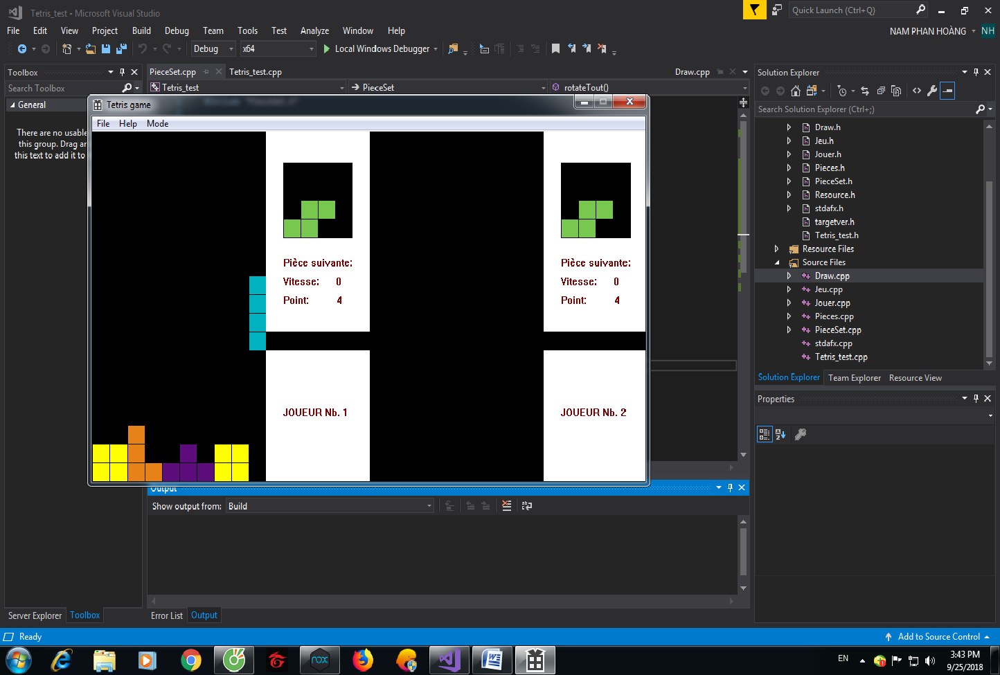 Tetris_test - Microsoft Visual Studio
Quick Launch (Ctrl+Q)
File Edit View Project Build Debug Team Tools Test Analyze Window Help
NAM PHAN HOÀNG NH
Debug x64 Local Windows Debugger
Toolbox
PieceSet.cpp Tetris_test.cpp Draw.cpp
Solution Explorer
Search Toolbox
Tetris_test PieceSet rotateTout()
General
Search Solution Explorer (Ctrl+;)
There are no usable
this group. Drag an
this text to add it to
Tetris game
File Help Mode
Pièce suivante:
Vitesse: 0
Point: 4
JOUEUR Nb. 1
Pièce suivante:
Vitesse: 0
Point: 4
JOUEUR Nb. 2
Draw.h
Jeu.h
Jouer.h
Pieces.h
PieceSet.h
Resource.h
stdafx.h
targetver.h
Tetris_test.h
Resource Files
Source Files
Draw.cpp
Jeu.cpp
Jouer.cpp
Pieces.cpp
PieceSet.cpp
stdafx.cpp
Tetris_test.cpp
Solution Explorer Team Explorer Resource View
Properties
Output
Show output from: Build
Server Explorer Toolbox
Error List Output
Ready
Add to Source Control
EN
3:43 PM
9/25/2018